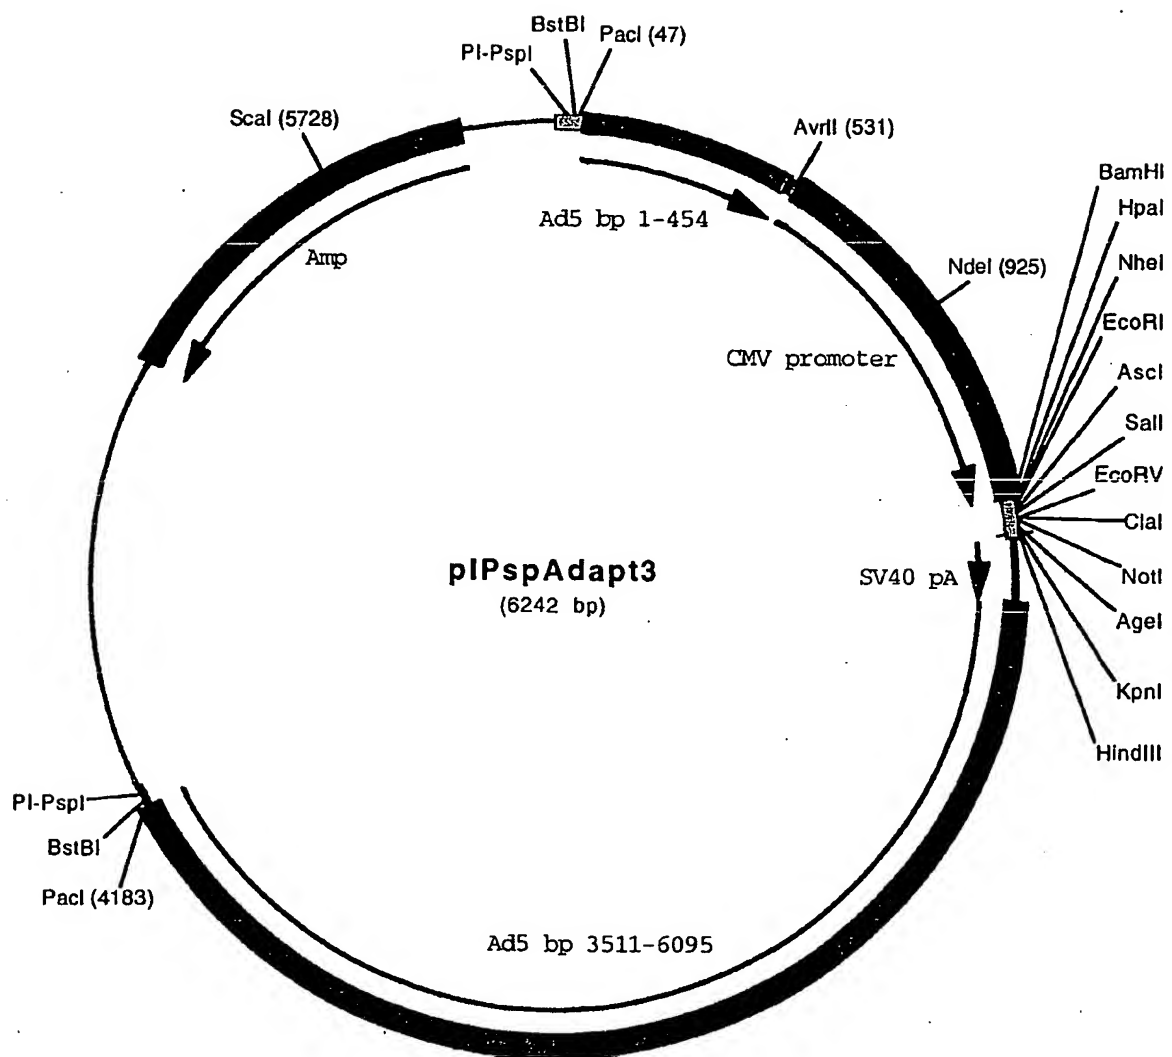 BstBI
PacI (47)
PI-PspI
ScaI (5728)
AvrII (531)
BamHI
HpaI
NheI
EcoRI
AscI
SalI
EcoRV
ClaI
NotI
AgeI
KpnI
HindIII
Ad5 bp 1-454
Amp
NdeI (925)
CMV promoter
pIPspAdapt3
(6242 bp)
SV40 pA
PI-PspI
BstBI
PacI (4183)
Ad5 bp 3511-6095